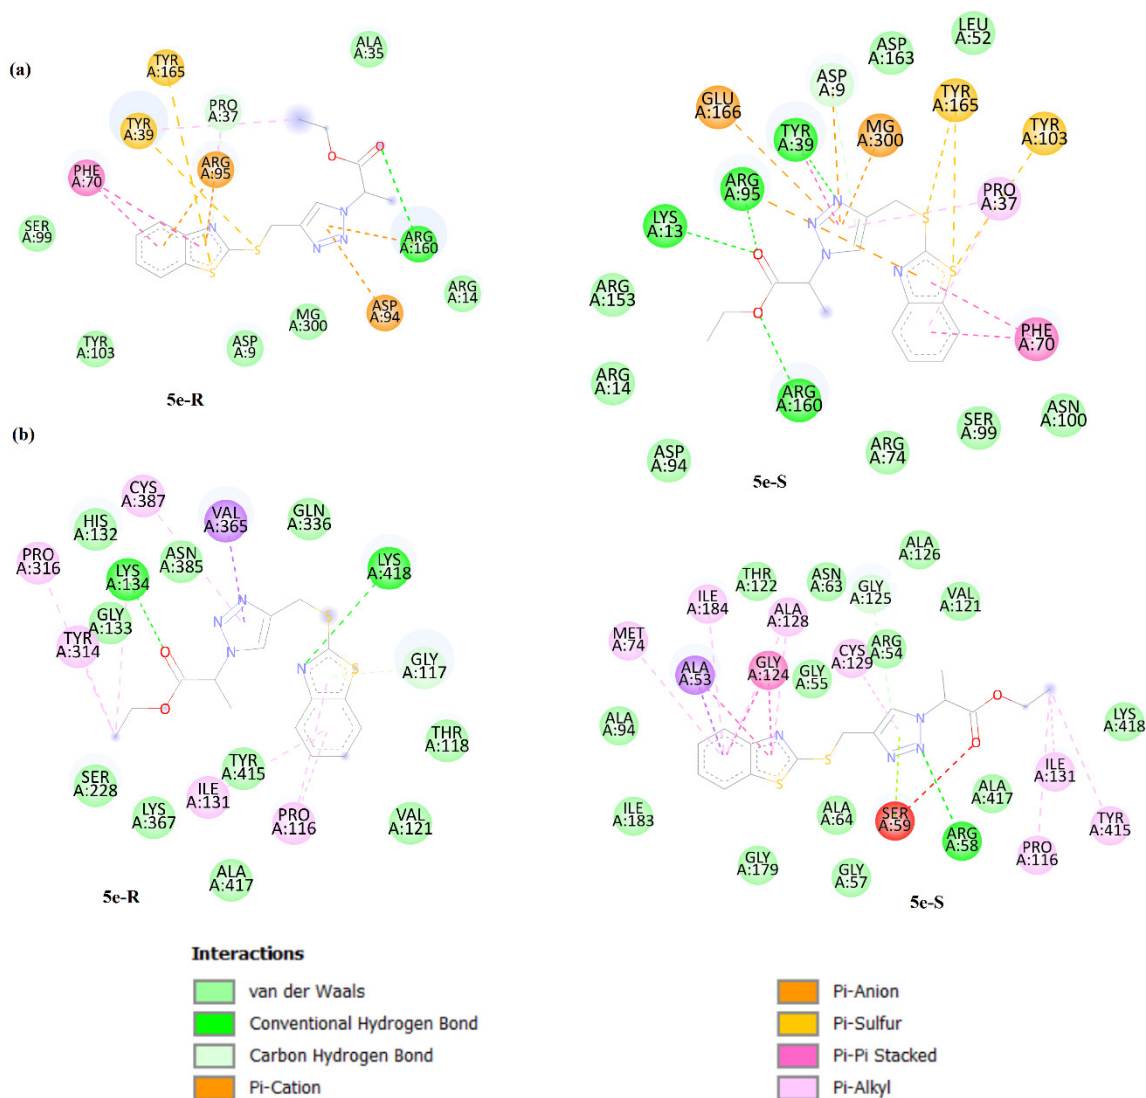 (a)
ALA
A:35
TYR
A:165
PRO
A:37
TYR
A:39
ARG
A:95
PHE
A:70
SER
A:99
O
O
N
N
N
N
S
S
ARG
A:160
ARG
A:14
MG
A:300
ASP
A:94
TYR
A:103
ASP
A:9
5e-R
LEU
A:52
ASP
A:163
ASP
A:9
GLU
A:166
TYR
A:165
TYR
A:39
MG
A:300
TYR
A:103
ARG
A:95
PRO
A:37
LYS
A:13
N
N
N
S
O
N
S
ARG
A:153
O
PHE
A:70
ARG
A:14
ARG
A:160
ASN
A:100
SER
A:99
ARG
A:74
ASP
A:94
5e-S
(b)
CYS
A:387
VAL
A:365
GLN
A:336
HIS
A:132
ASN
A:385
PRO
A:316
LYS
A:134
LYS
A:418
GLY
A:133
TYR
A:314
N
N
N
S
O
N
S
O
GLY
A:117
THR
A:118
SER
A:228
TYR
A:415
ILE
A:131
LYS
A:367
PRO
A:116
VAL
A:121
ALA
A:417
5e-R
ALA
A:126
THR
A:122
ASN
A:63
GLY
A:125
VAL
A:121
ILE
A:184
ALA
A:128
MET
A:74
ARG
A:54
CYS
A:129
ALA
A:53
GLY
A:124
GLY
A:55
O
LYS
A:418
ALA
A:94
N
N
O
S
S
N
N
ILE
A:131
ALA
A:417
ILE
A:183
ALA
A:64
SER
A:59
ARG
A:58
TYR
A:415
PRO
A:116
GLY
A:179
GLY
A:57
5e-S
Interactions
van der Waals
Conventional Hydrogen Bond
Carbon Hydrogen Bond
Pi-Cation
Pi-Anion
Pi-Sulfur
Pi-Pi Stacked
Pi-Alkyl